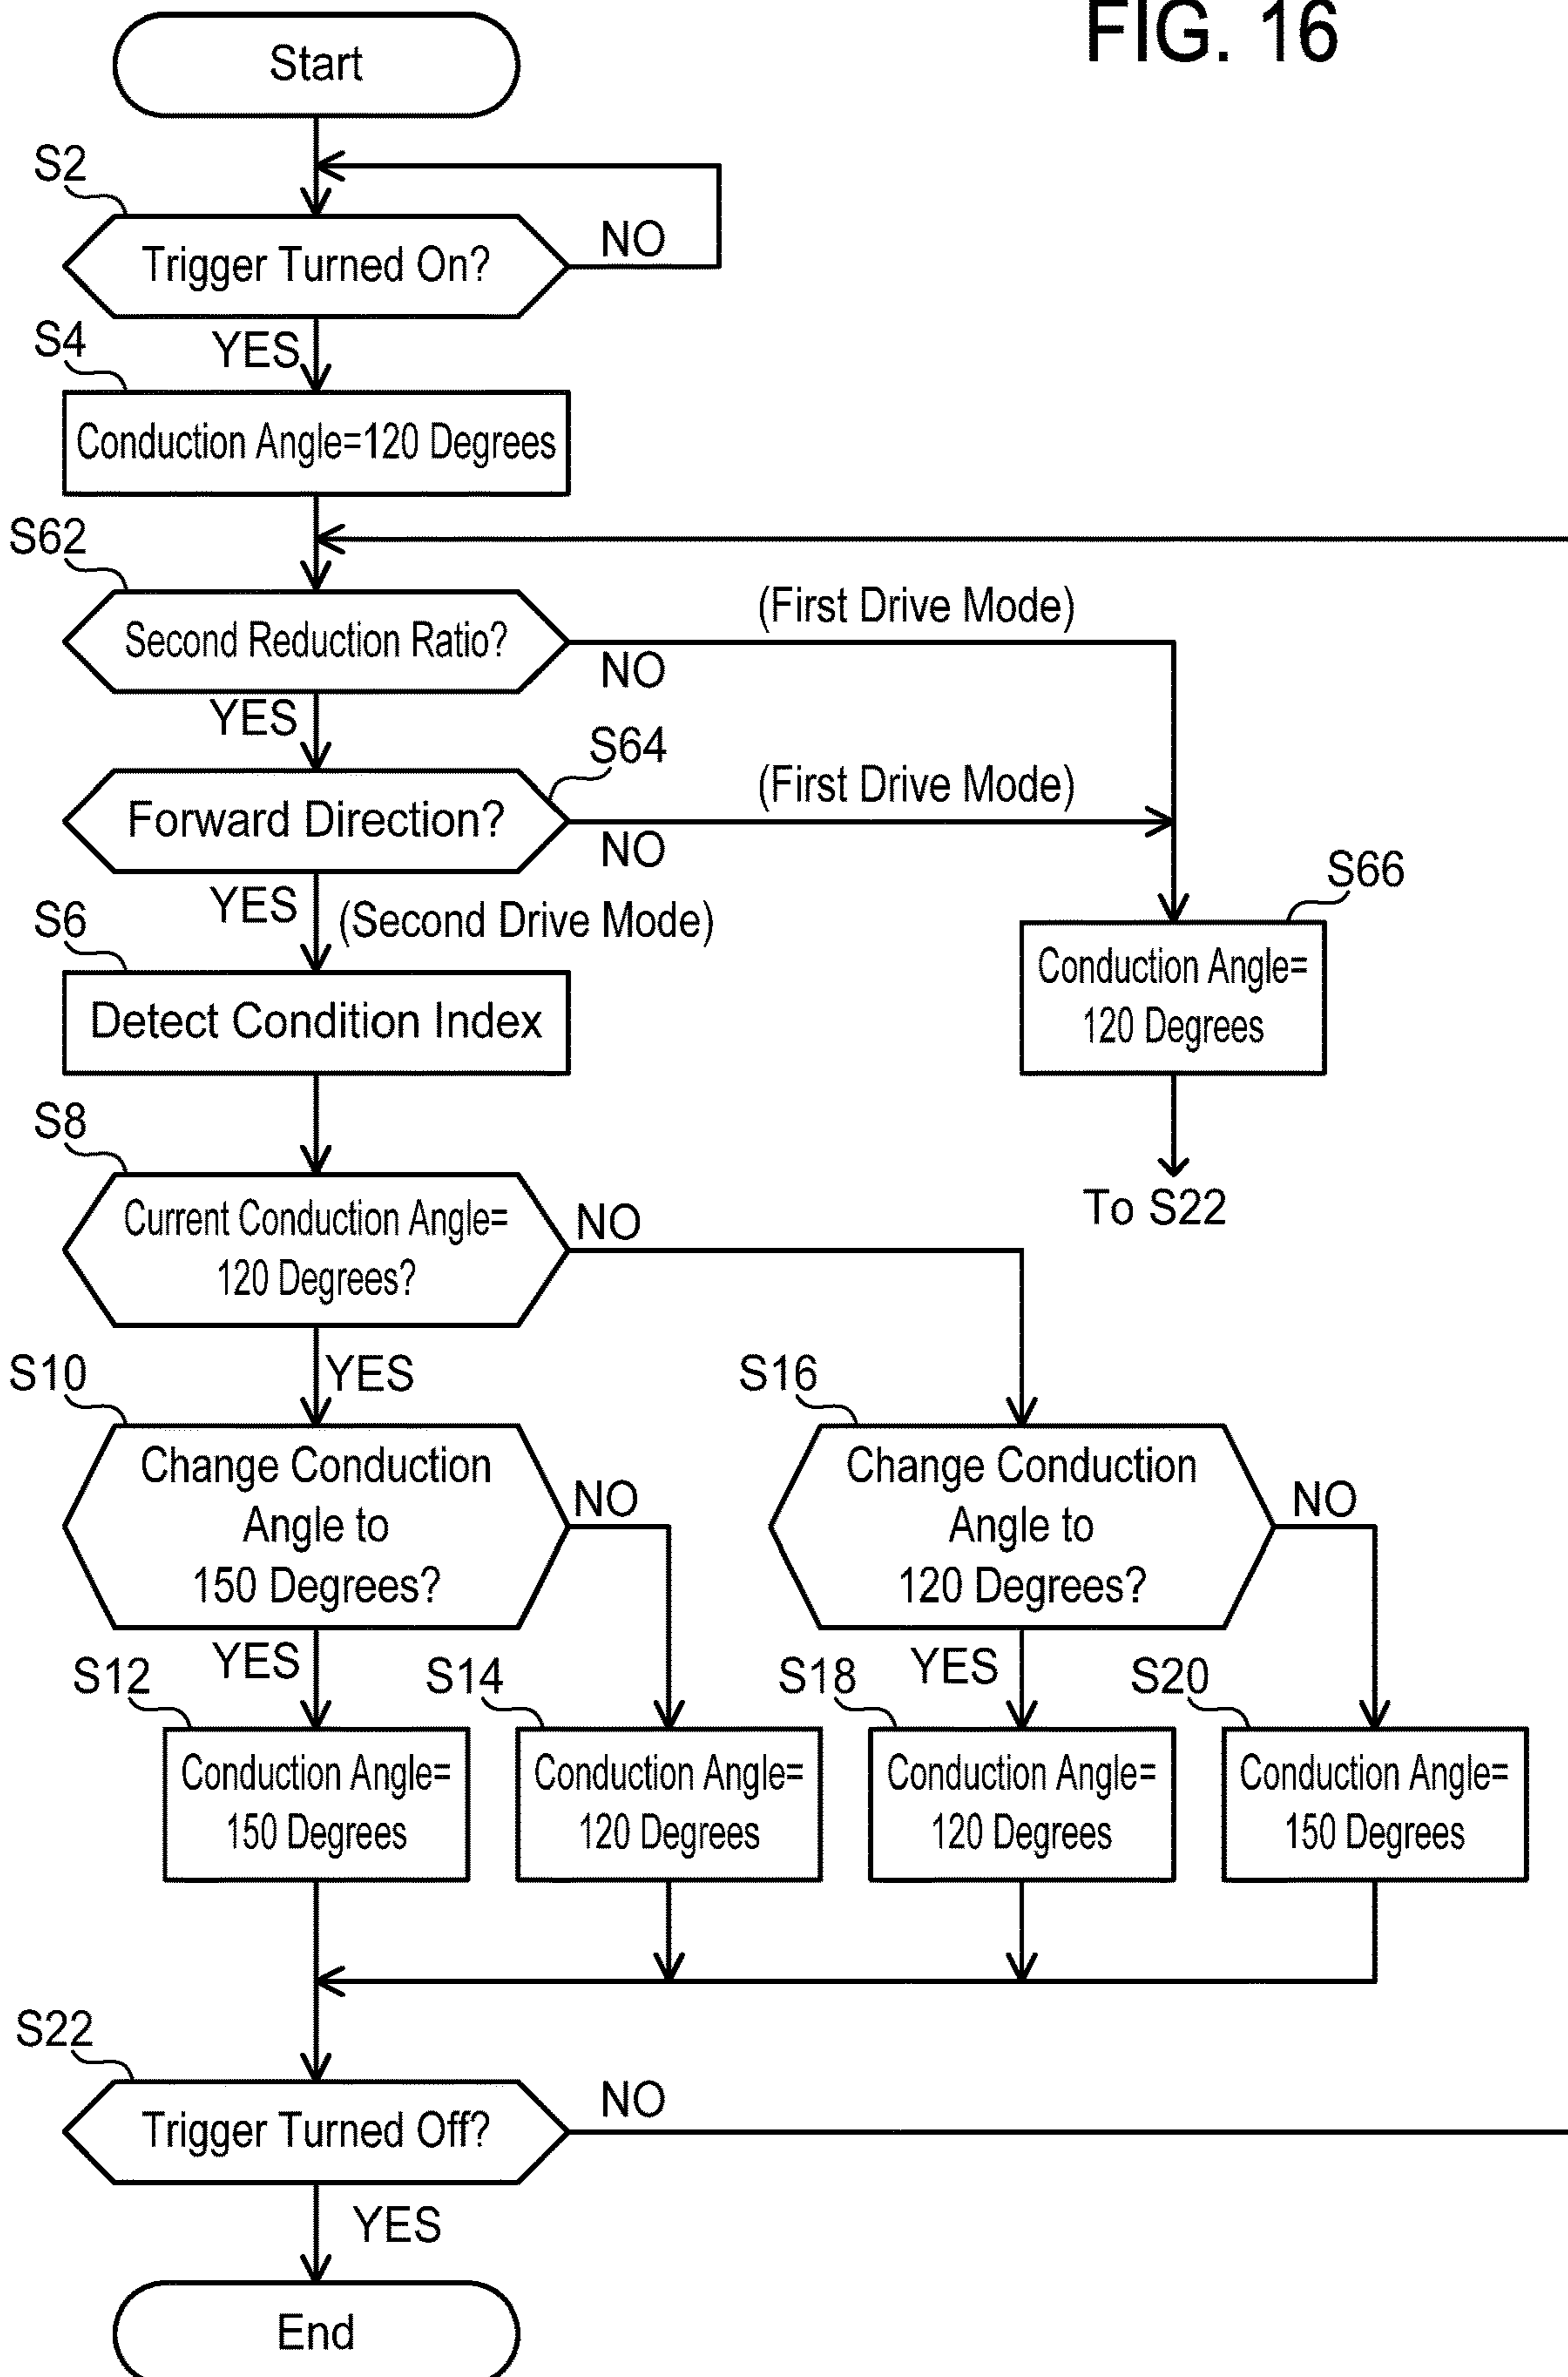 FIG. 16
Start
S2
Trigger Turned On?
NO
YES
S4
Conduction Angle=120 Degrees
S62
Second Reduction Ratio?
(First Drive Mode)
NO
YES
S64
Forward Direction?
(First Drive Mode)
NO
YES
(Second Drive Mode)
S66
Conduction Angle=
120 Degrees
To S22
S6
Detect Condition Index
S8
Current Conduction Angle=
120 Degrees?
NO
YES
S10
Change Conduction
Angle to
150 Degrees?
NO
YES
S16
Change Conduction
Angle to
120 Degrees?
NO
YES
S12
Conduction Angle=
150 Degrees
S14
Conduction Angle=
120 Degrees
S18
Conduction Angle=
120 Degrees
S20
Conduction Angle=
150 Degrees
S22
Trigger Turned Off?
NO
YES
End